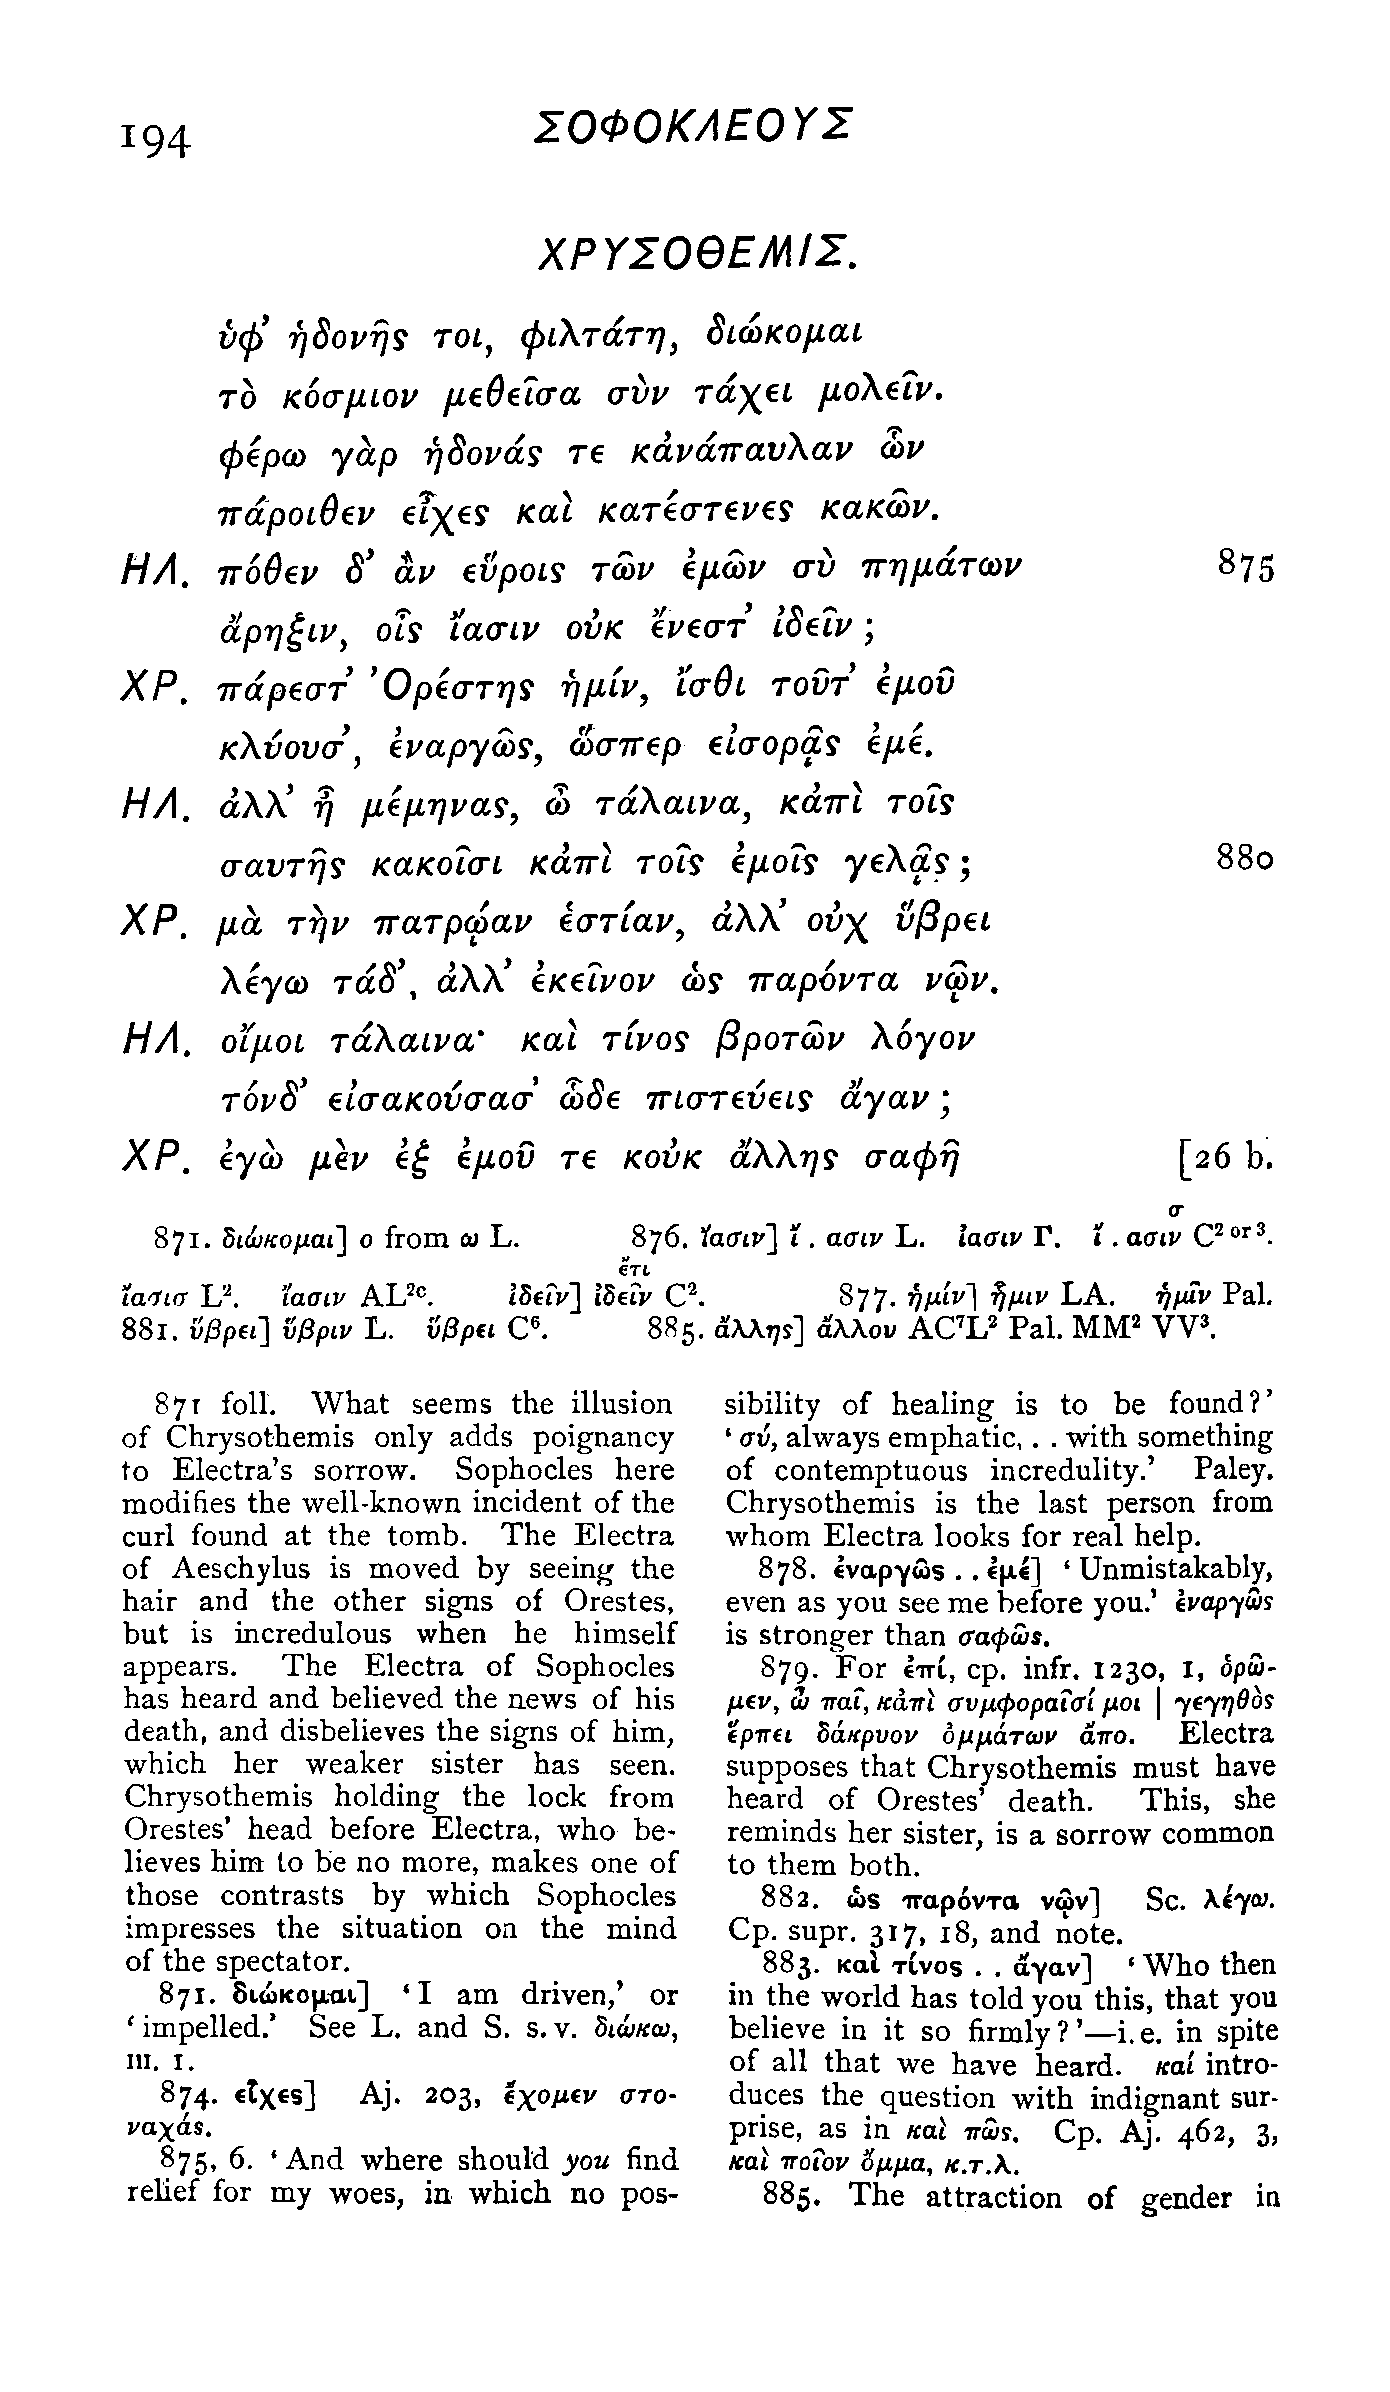 194
ΣΟΦΟΚΛΕΟΥΣ
ΧΡΥΣΟΘΕΜΙΣ.
ὑφ’ ἡδονῆς τοι, φιλτάτη, διώκομαι
τὸ κόσμιον μεθεῖσα σὺν τάχει μολεῖν.
φέρω γὰρ ἡδονάς τε κἀνάπαυλαν ὧν
πάροιθεν εἶχες καὶ κατέστενες κακῶν.
ΗΛ. πόθεν δ’ ἂν εὕροις τῶν ἐμῶν σὺ πημάτων 875
ἄρηξιν, οἷς ἴασιν οὐκ ἔνεστ’ ἰδεῖν ;
ΧΡ. πάρεστ’ Ὀρέστης ἡμίν, ἴσθι τοῦτ’ ἐμοῦ
κλύουσ’, ἐναργῶς, ὥσπερ εἰσορᾷς ἐμέ.
ΗΛ. ἀλλ’ ἦ μέμηνας, ὦ τάλαινα, κἀπὶ τοῖς
σαυτῆς κακοῖσι κἀπὶ τοῖς ἐμοῖς γελᾷς ; 880
ΧΡ. μὰ τὴν πατρῴαν ἑστίαν, ἀλλ’ οὐχ ὕβρει
λέγω τάδ’, ἀλλ’ ἐκεῖνον ὡς παρόντα νῷν.
ΗΛ. οἴμοι τάλαινα· καὶ τίνος βροτῶν λόγον
τόνδ’ εἰσακούσασ’ ὧδε πιστεύεις ἄγαν ;
ΧΡ. ἐγὼ μὲν ἐξ ἐμοῦ τε κοὐκ ἄλλης σαφῆ [26 b.
σ
871. διώκομαι] ο from ω L. 876. ἴασιν] ἴ . ασιν L. ἴασιν Γ. ἴ . ασιν C² ᵒʳ ³.
ἔτι
ἴασισ L². ἴασιν AL²ᶜ. ἰδεῖν] ἰδεῖν C². 877. ἡμίν] ἧμιν LA. ἡμῖν Pal.
881. ὕβρει] ὕβριν L. ὕβρει C⁶. 885. ἄλλης] ἄλλου AC⁷L² Pal. MM² VV³.
871 foll. What seems the illusion
of Chrysothemis only adds poignancy
to Electra’s sorrow. Sophocles here
modifies the well-known incident of the
curl found at the tomb. The Electra
of Aeschylus is moved by seeing the
hair and the other signs of Orestes,
but is incredulous when he himself
appears. The Electra of Sophocles
has heard and believed the news of his
death, and disbelieves the signs of him,
which her weaker sister has seen.
Chrysothemis holding the lock from
Orestes’ head before Electra, who be-
lieves him to be no more, makes one of
those contrasts by which Sophocles
impresses the situation on the mind
of the spectator.
871. διώκομαι] ‘I am driven,’ or
‘impelled.’ See L. and S. s. v. διώκω,
III. 1.
874. εἶχες] Aj. 203, ἔχομεν στο-
ναχάς.
875, 6. ‘And where should you find
relief for my woes, in which no pos-
sibility of healing is to be found?’
‘σύ, always emphatic, . . with something
of contemptuous incredulity.’ Paley.
Chrysothemis is the last person from
whom Electra looks for real help.
878. ἐναργῶς . . ἐμέ] ‘Unmistakably,
even as you see me before you.’ ἐναργῶς
is stronger than σαφῶς.
879. For ἐπί, cp. infr. 1230, 1, ὁρῶ-
μεν, ὦ παῖ, κἀπὶ συμφοραῖσί μοι | γεγηθὸς
ἕρπει δάκρυον ὀμμάτων ἄπο. Electra
supposes that Chrysothemis must have
heard of Orestes’ death. This, she
reminds her sister, is a sorrow common
to them both.
882. ὡς παρόντα νῷν] Sc. λέγω.
Cp. supr. 317, 18, and note.
883. καὶ τίνος . . ἄγαν] ‘Who then
in the world has told you this, that you
believe in it so firmly?’—i. e. in spite
of all that we have heard. καί intro-
duces the question with indignant sur-
prise, as in καὶ πῶς. Cp. Aj. 462, 3,
καὶ ποῖον ὄμμα, κ.τ.λ.
885. The attraction of gender in